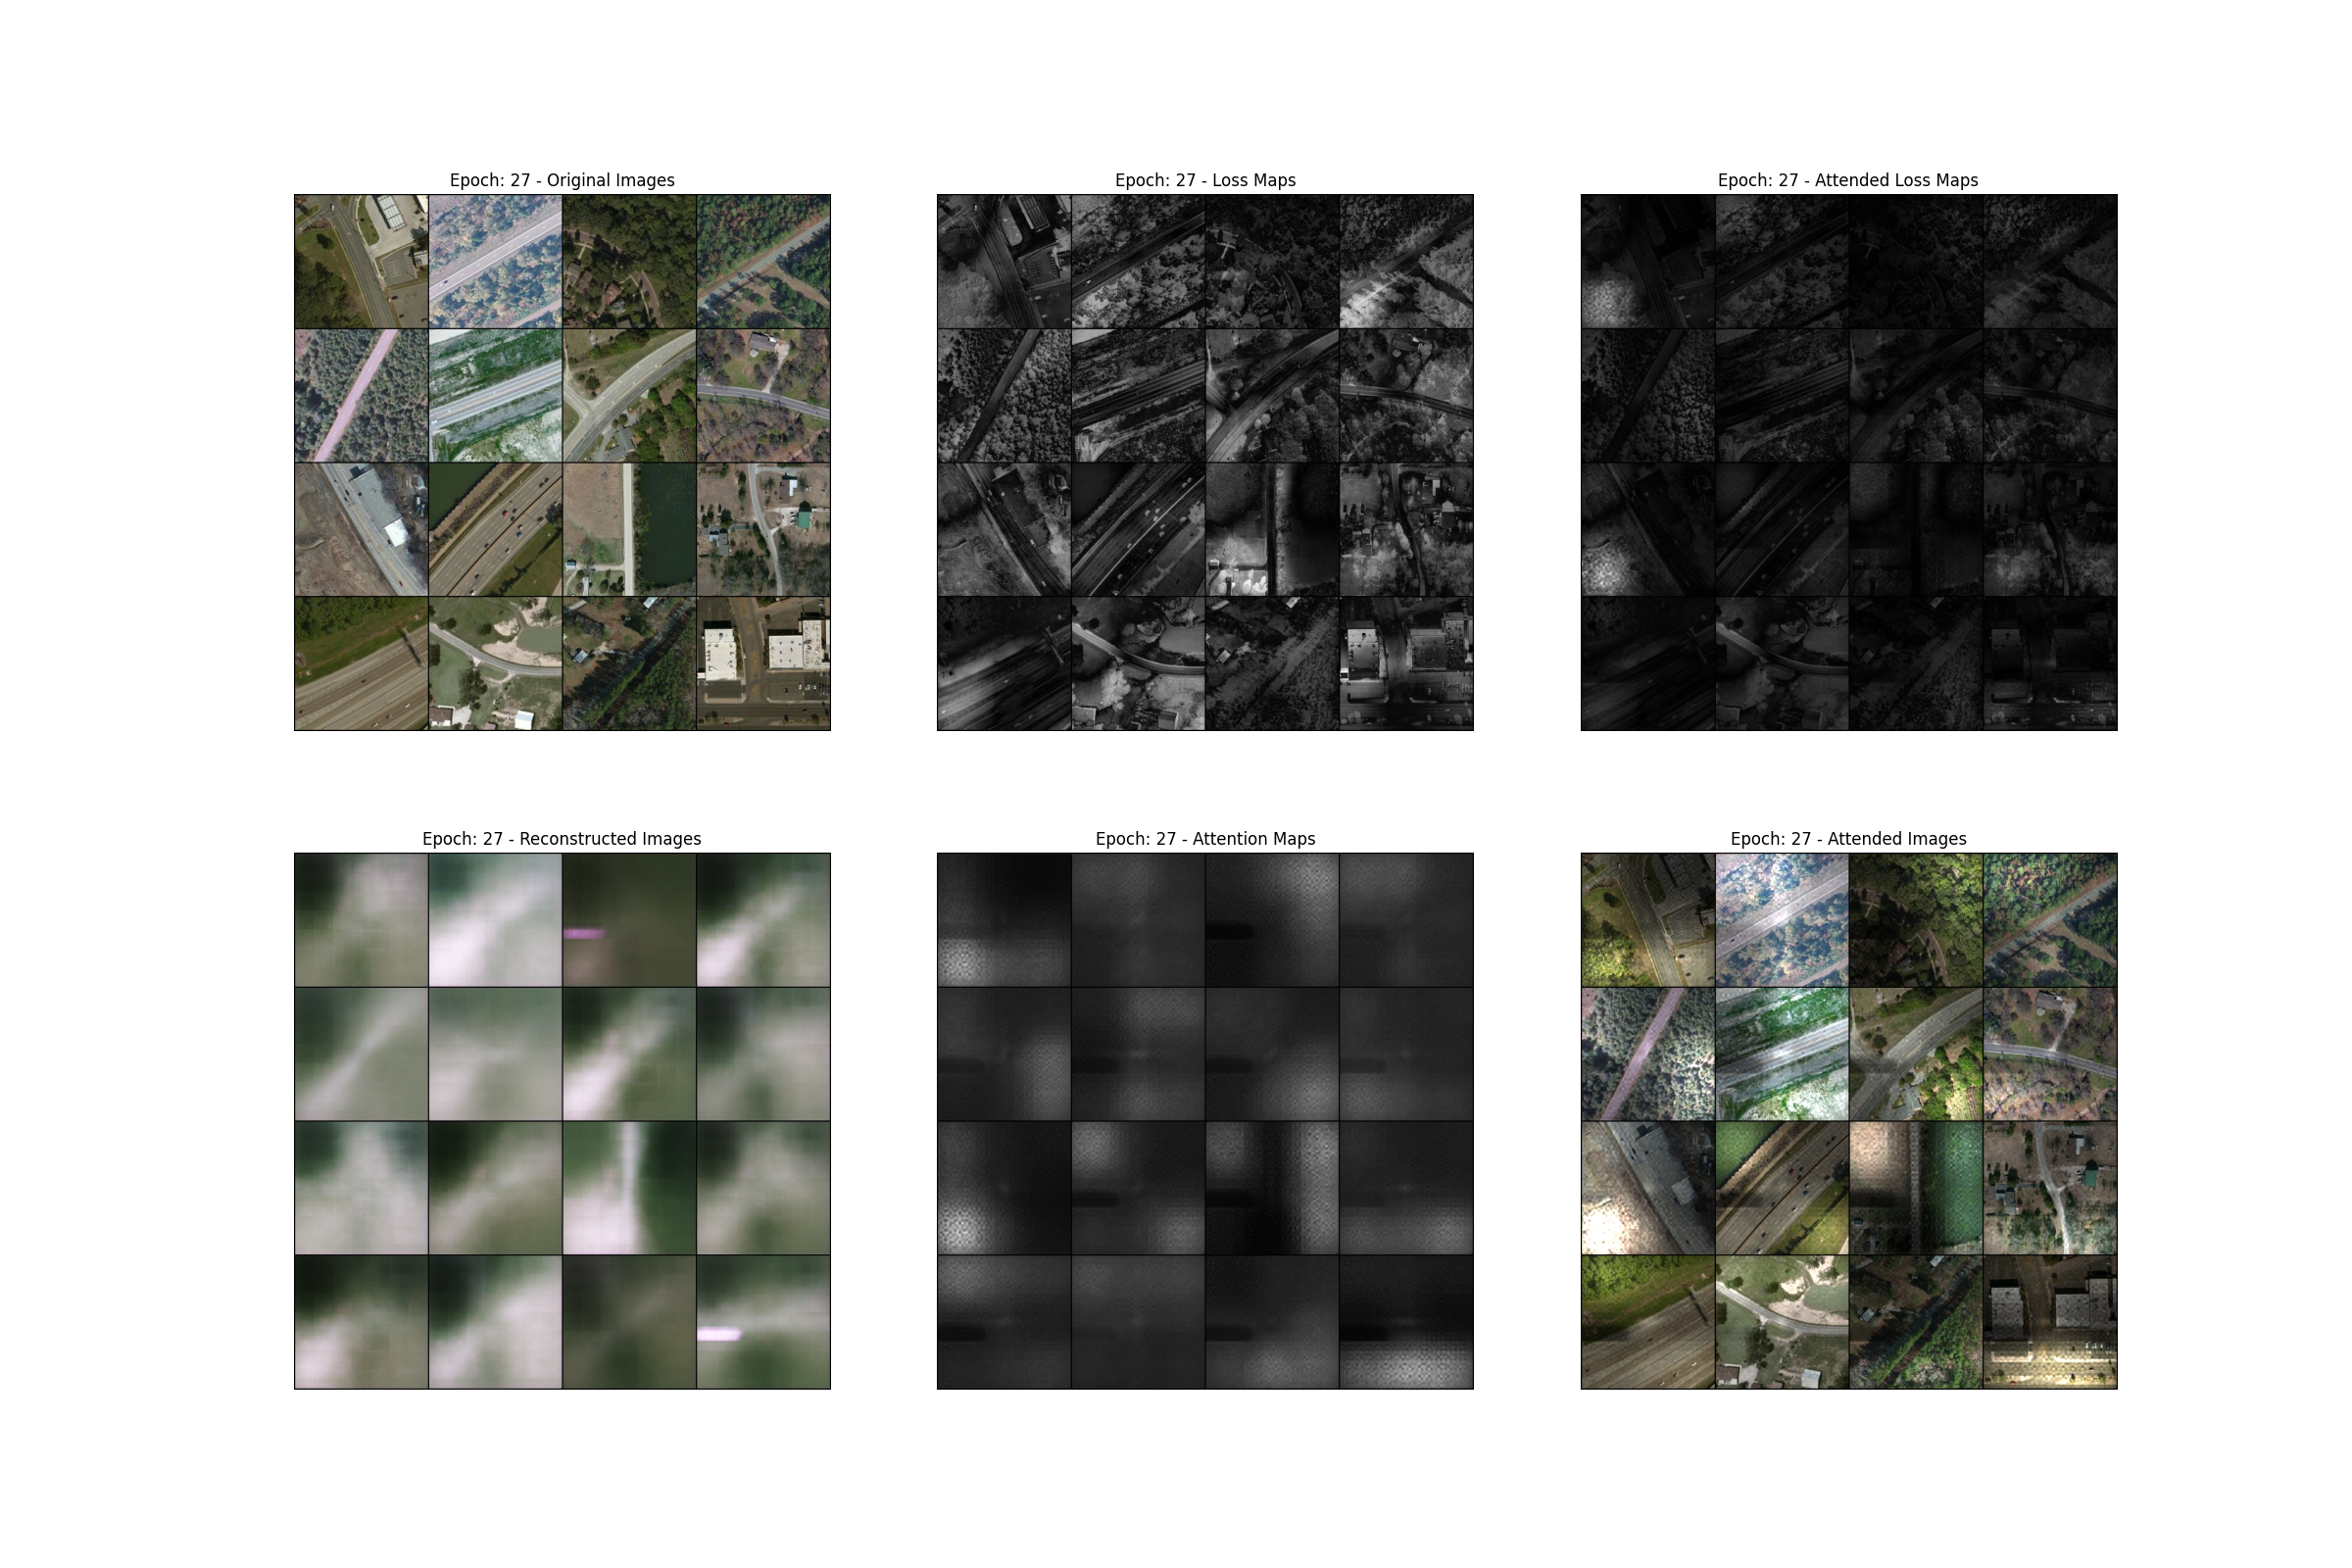 Epoch: 27 - Original Images
Epoch: 27 - Loss Maps
Epoch: 27 - Attended Loss Maps
Epoch: 27 - Reconstructed Images
Epoch: 27 - Attention Maps
Epoch: 27 - Attended Images